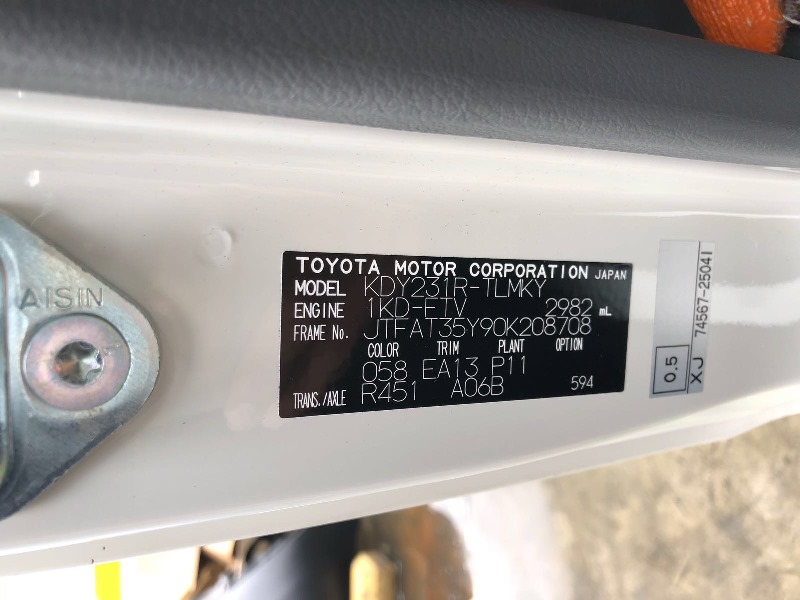 AISIN
TOYOTA MOTOR CORPORATION JAPAN
MODEL KDY231R-TLMKY
ENGINE 1KD-FTV 2982 mL
FRAME No. JTFAT35Y90K208708
COLOR TRIM PLANT OPTION
058 EA13 P11
TRANS./AXLE R451 A06B 594
0.5 XJ 74567-25041